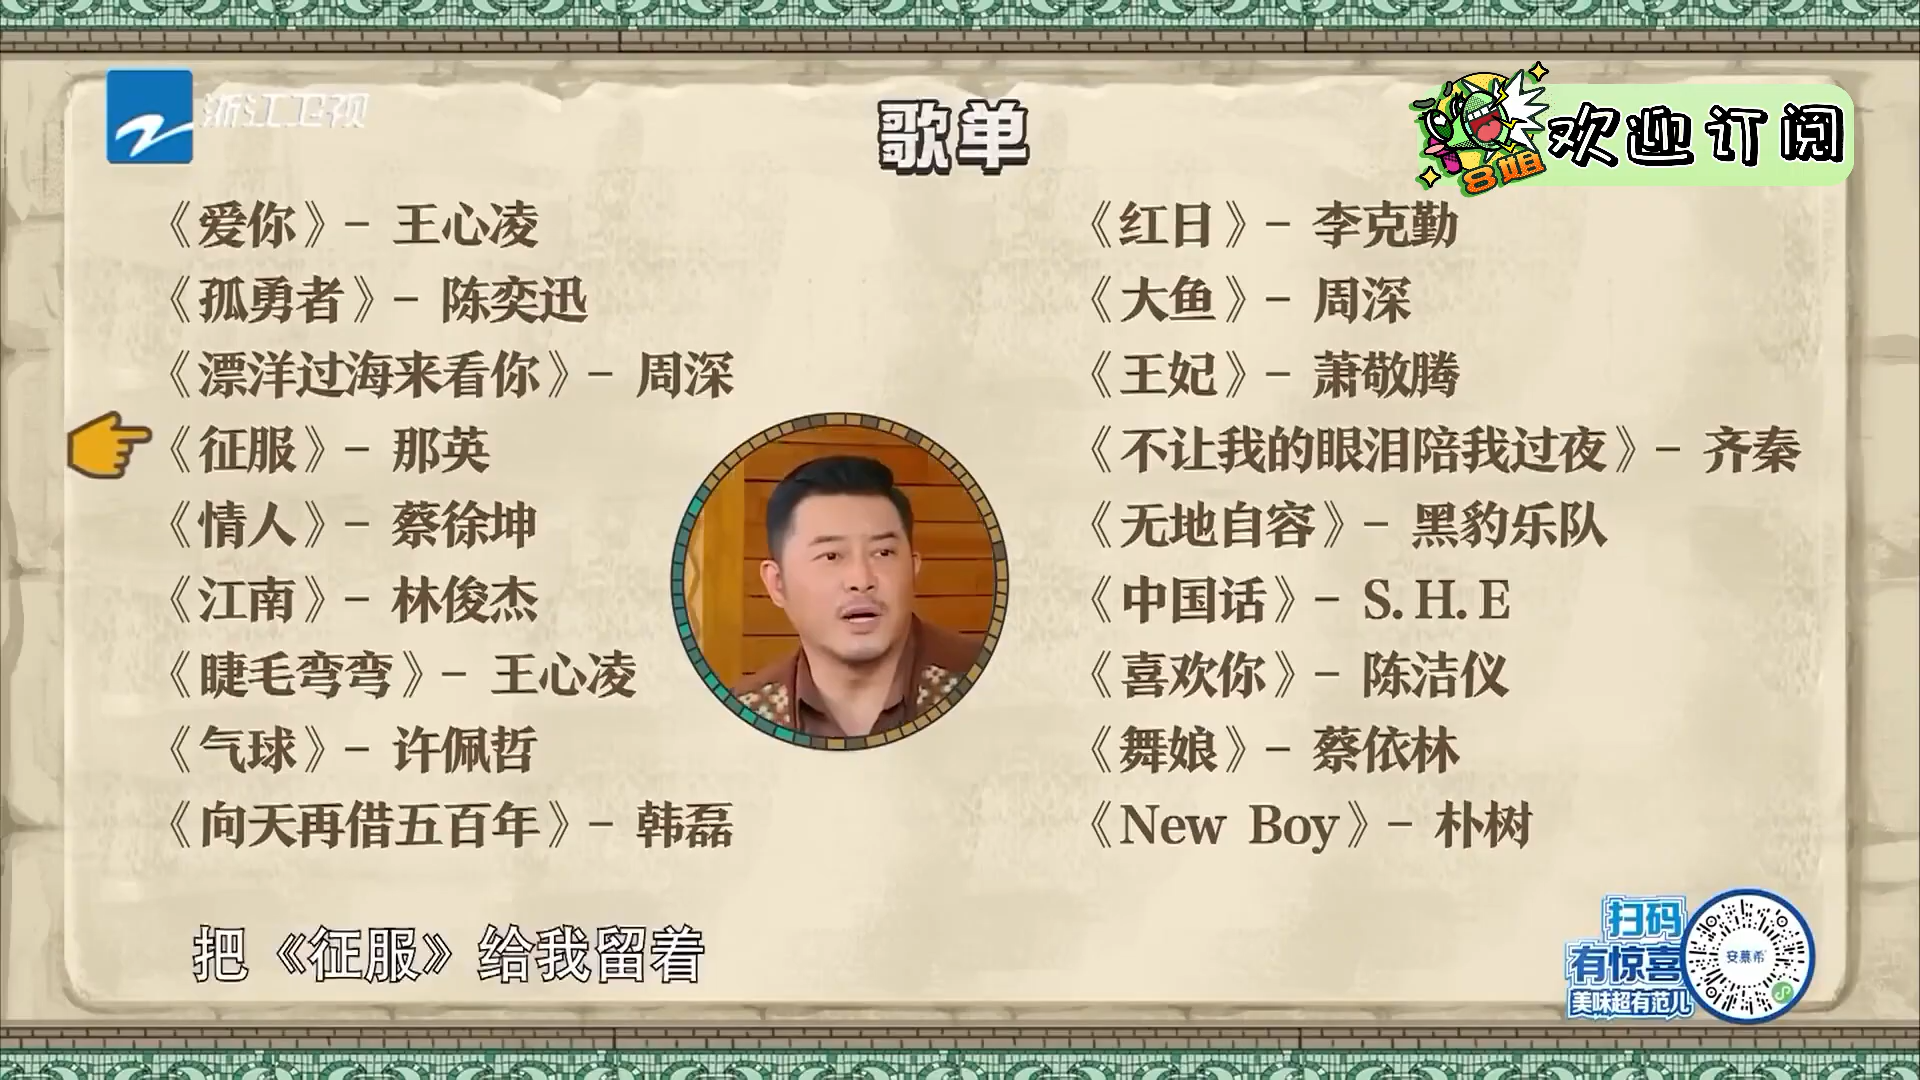 浙江卫视
歌单
8姐
欢迎订阅
《爱你》- 王心凌
《孤勇者》- 陈奕迅
《漂洋过海来看你》- 周深
《征服》- 那英
《情人》- 蔡徐坤
《江南》- 林俊杰
《睫毛弯弯》- 王心凌
《气球》- 许佩哲
《向天再借五百年》- 韩磊
《红日》- 李克勤
《大鱼》- 周深
《王妃》- 萧敬腾
《不让我的眼泪陪我过夜》- 齐秦
《无地自容》- 黑豹乐队
《中国话》- S.H.E
《喜欢你》- 陈洁仪
《舞娘》- 蔡依林
《New Boy》- 朴树
把《征服》给我留着
扫码
有惊喜
美味超有范儿
安慕希